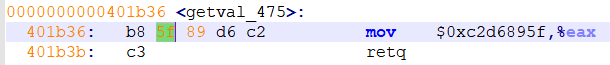 0000000000401b36 <getval_475>:
401b36: b8 5f 89 d6 c2 mov $0xc2d6895f,%eax
401b3b: c3 retq